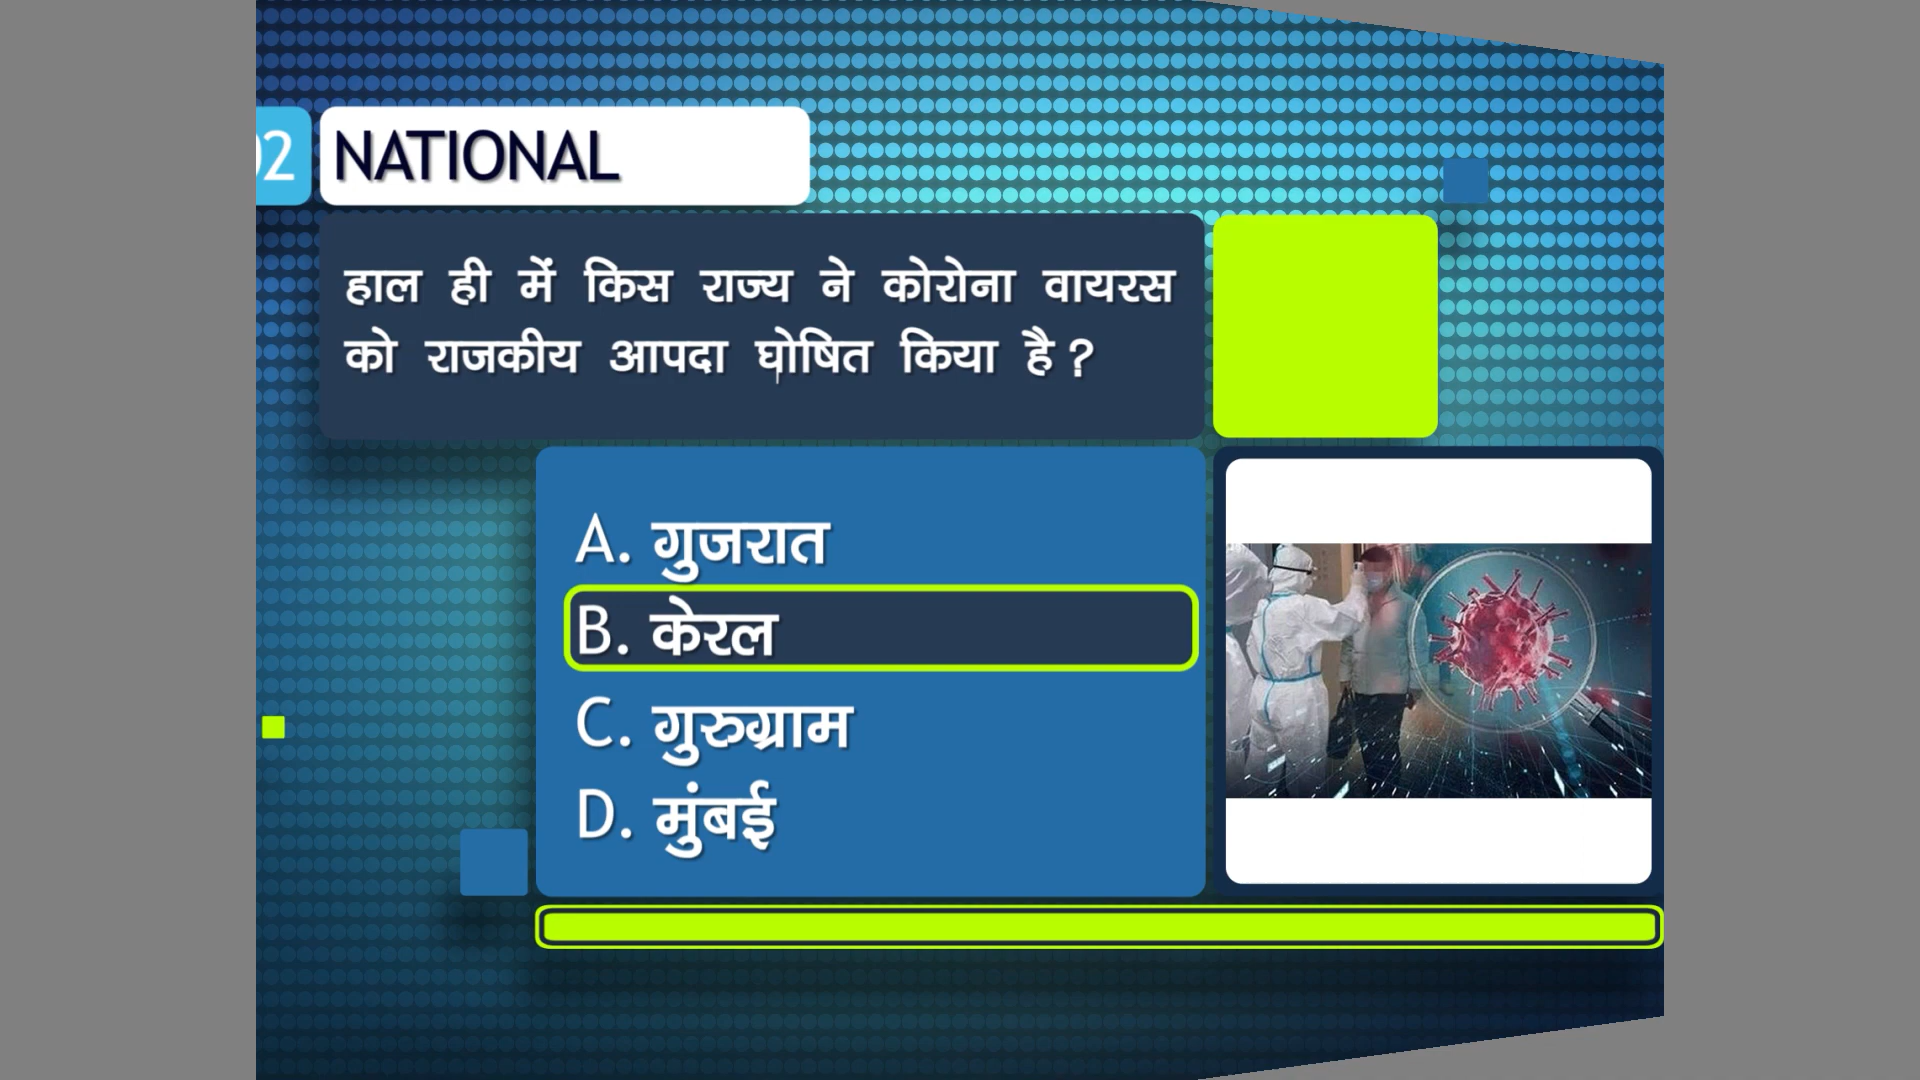 02
NATIONAL
हाल ही में किस राज्य ने कोरोना वायरस
को राजकीय आपदा घोषित किया है ?
A. गुजरात
B. केरल
C. गुरुग्राम
D. मुंबई